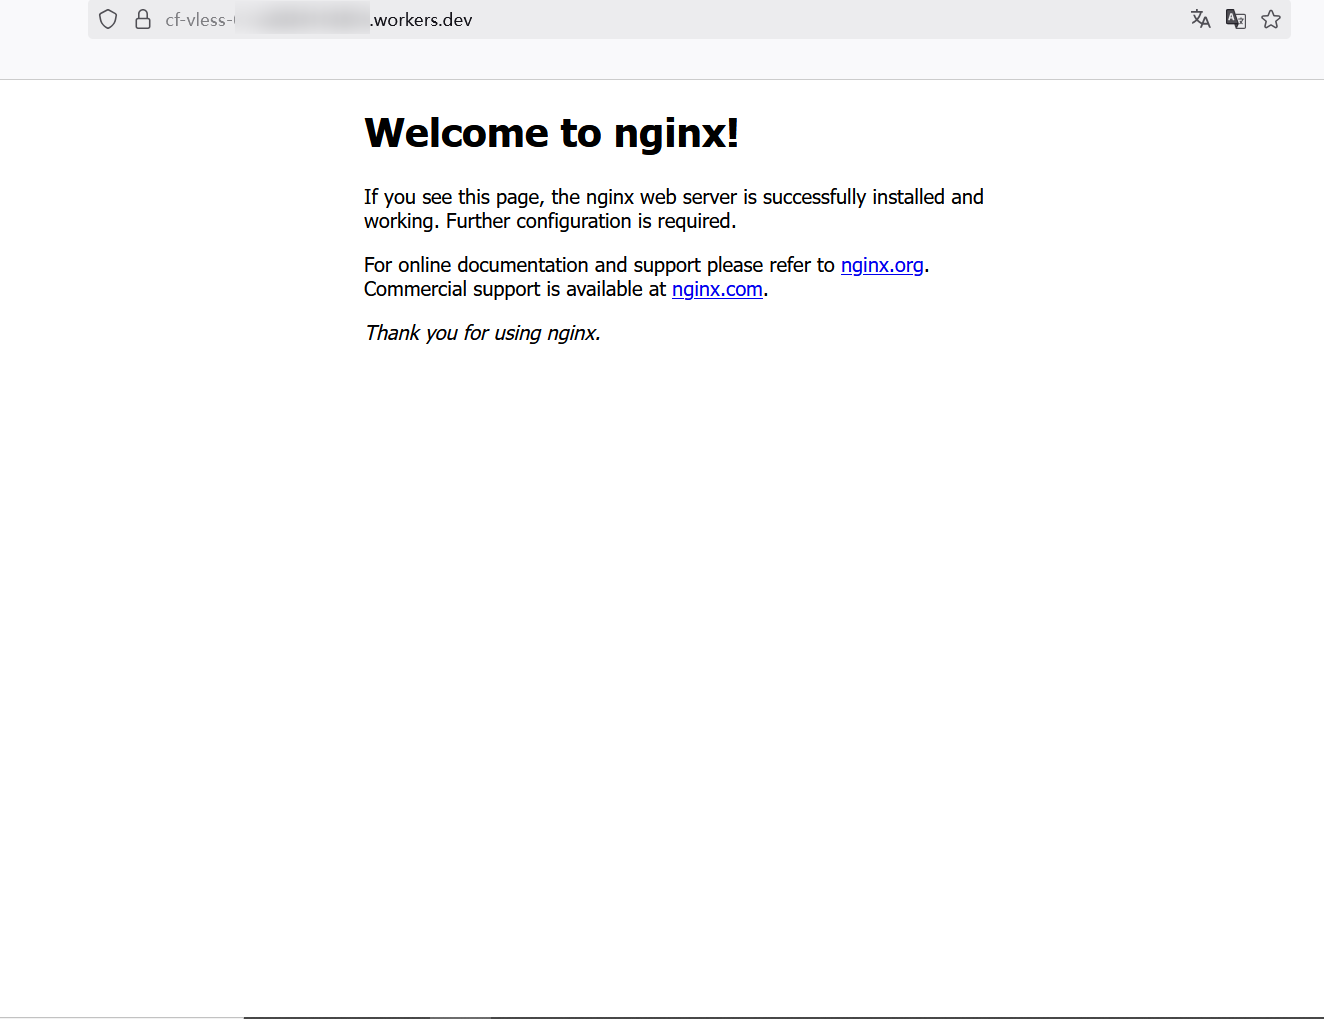 cf-vless- .workers.dev
Welcome to nginx!
If you see this page, the nginx web server is successfully installed and
working. Further configuration is required.
For online documentation and support please refer to nginx.org.
Commercial support is available at nginx.com.
Thank you for using nginx.